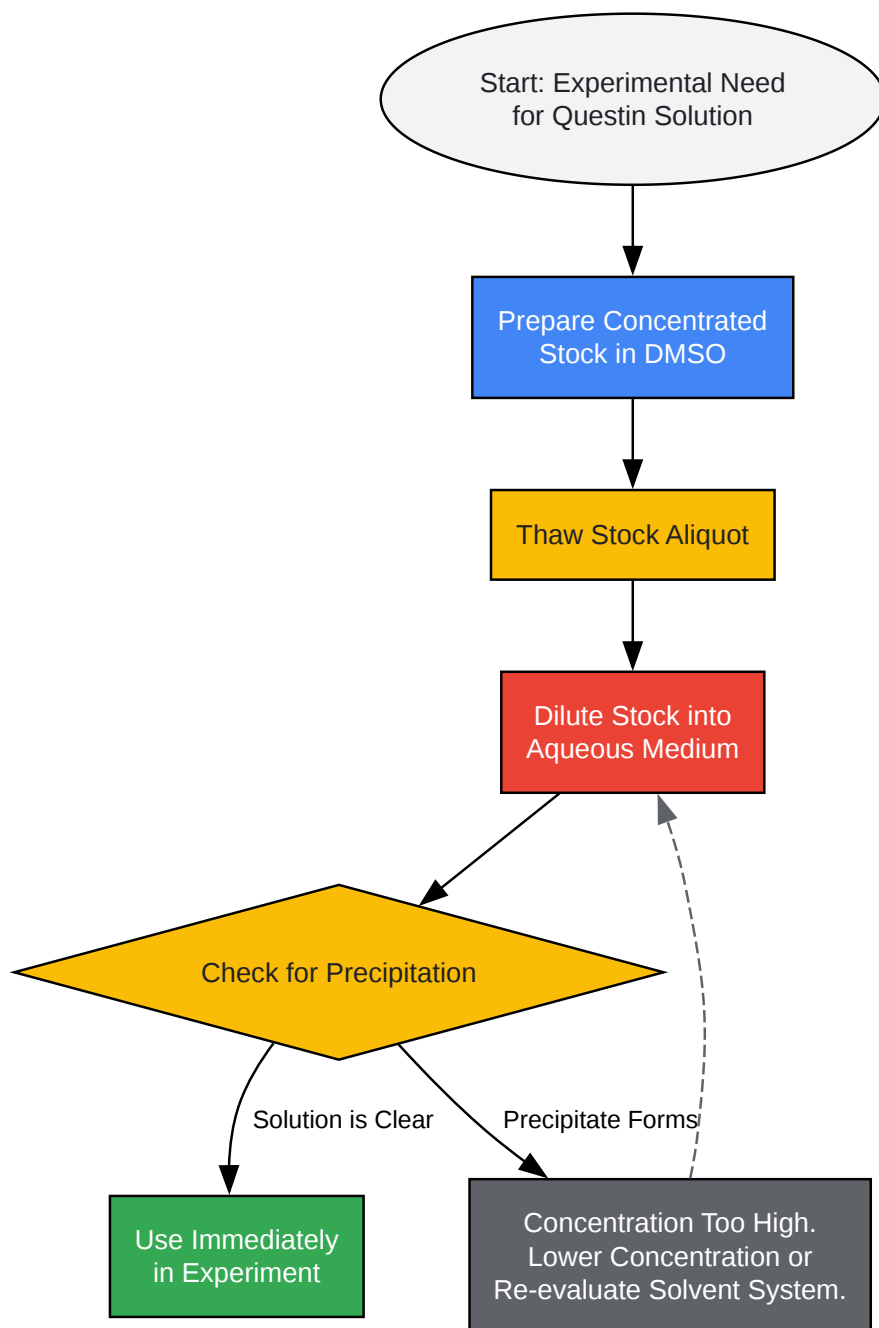 Start: Experimental Need
for Questin Solution
Prepare Concentrated
Stock in DMSO
Thaw Stock Aliquot
Dilute Stock into
Aqueous Medium
Check for Precipitation
Solution is Clear
Precipitate Forms
Use Immediately
in Experiment
Concentration Too High.
Lower Concentration or
Re-evaluate Solvent System.